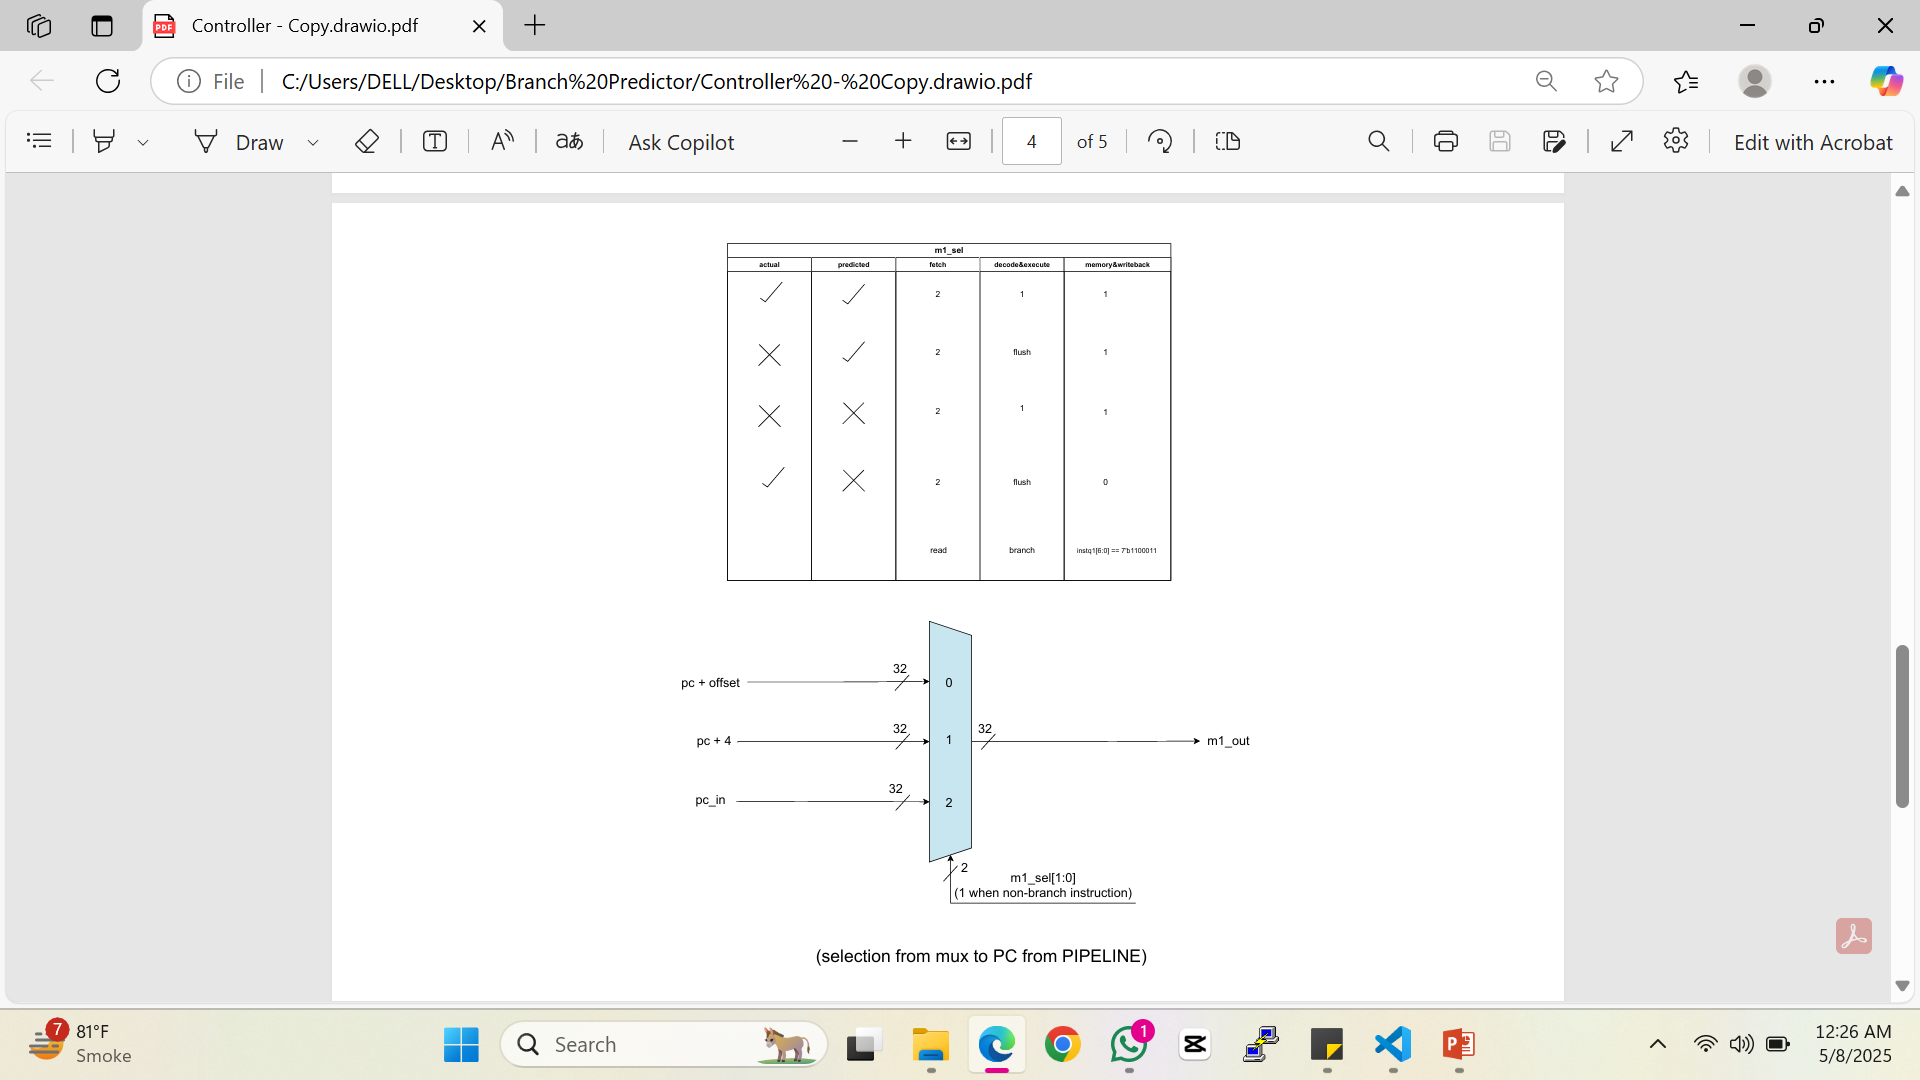 Controller - Copy.drawio.pdf
File
C:/Users/DELL/Desktop/Branch%20Predictor/Controller%20-%20Copy.drawio.pdf
Draw
Ask Copilot
4 of 5
Edit with Acrobat
m1_sel
actual predicted fetch decode&execute memory&writeback
2 1 1
2 flush 1
2 1 1
2 flush 0
read branch instq1[6:0] == 7'b1100011
32
pc + offset 0
32 32
pc + 4 1 m1_out
32
pc_in 2
2
m1_sel[1:0]
(1 when non-branch instruction)
(selection from mux to PC from PIPELINE)
7 81°F
Smoke
Search
1
12:26 AM
5/8/2025